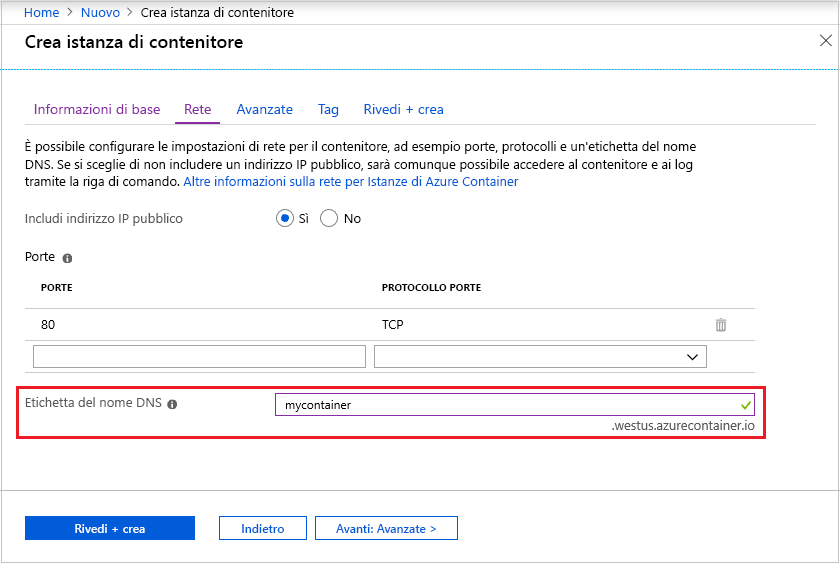 Home > Nuovo > Crea istanza di contenitore
Crea istanza di contenitore
Informazioni di base Rete Avanzate Tag Rivedi + crea
È possibile configurare le impostazioni di rete per il contenitore, ad esempio porte, protocolli e un'etichetta del nome
DNS. Se si sceglie di non includere un indirizzo IP pubblico, sarà comunque possibile accedere al contenitore e ai log
tramite la riga di comando. Altre informazioni sulla rete per Istanze di Azure Container
Includi indirizzo IP pubblico Sì No
Porte
PORTE PROTOCOLLO PORTE
80 TCP
Etichetta del nome DNS mycontainer
.westus.azurecontainer.io
Rivedi + crea Indietro Avanti: Avanzate >